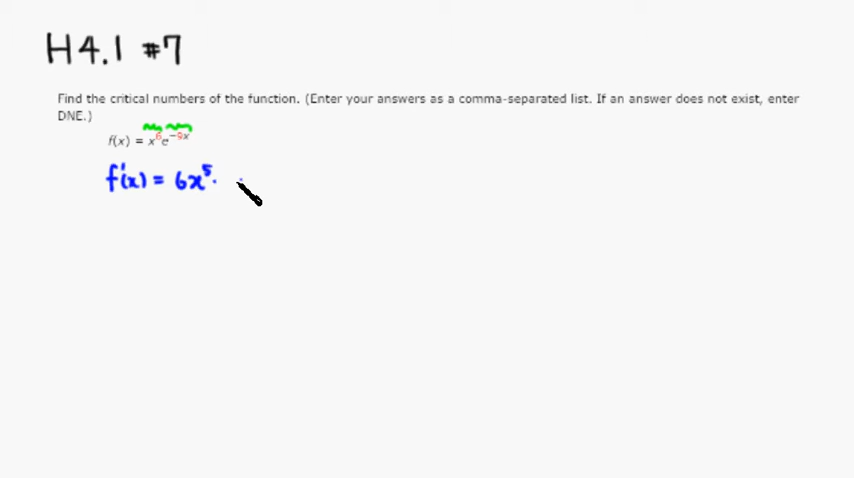 H4.1 #7
Find the critical numbers of the function. (Enter your answers as a comma-separated list. If an answer does not exist, enter
DNE.)
f(x) = x⁶e⁻⁹ˣ
f'(x) = 6x⁵·